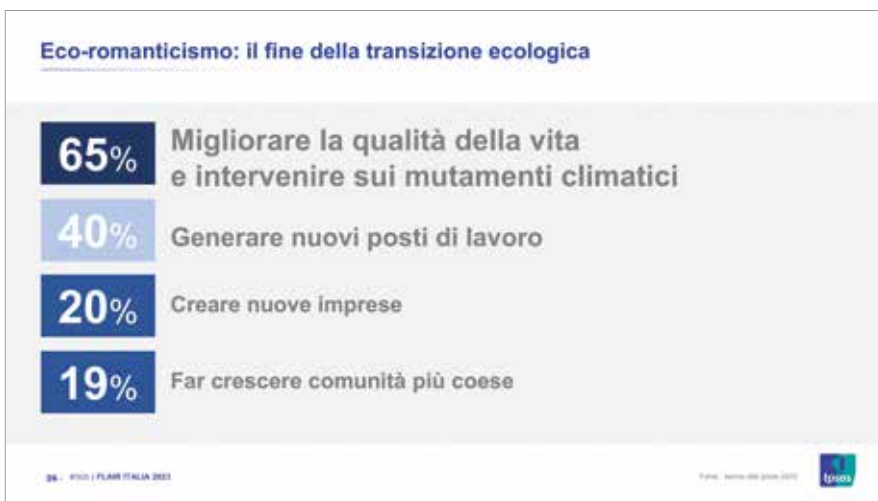 Eco-romanticismo: il fine della transizione ecologica
65%
Migliorare la qualità della vita
e intervenire sui mutamenti climatici
40%
Generare nuovi posti di lavoro
20%
Creare nuove imprese
19%
Far crescere comunità più coese
FLAIR ITALIA 2023
Ipsos